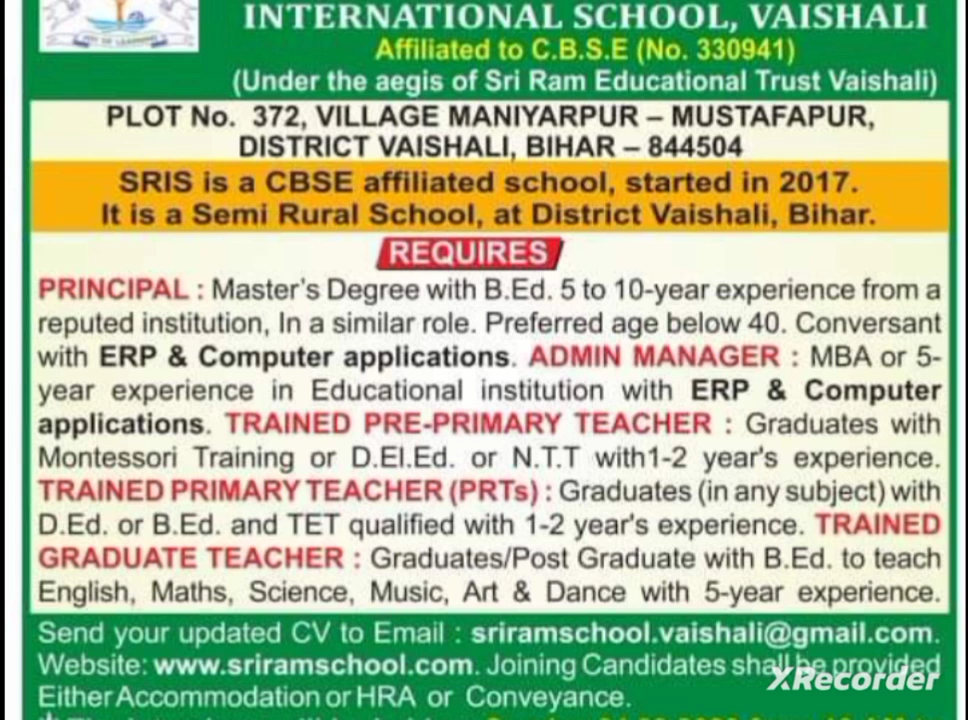 INTERNATIONAL SCHOOL, VAISHALI
Affiliated to C.B.S.E (No. 330941)
(Under the aegis of Sri Ram Educational Trust Vaishali)
PLOT No. 372, VILLAGE MANIYARPUR – MUSTAFAPUR,
DISTRICT VAISHALI, BIHAR – 844504
SRIS is a CBSE affiliated school, started in 2017.
It is a Semi Rural School, at District Vaishali, Bihar.
REQUIRES
PRINCIPAL : Master's Degree with B.Ed. 5 to 10-year experience from a
reputed institution, In a similar role. Preferred age below 40. Conversant
with ERP & Computer applications. ADMIN MANAGER : MBA or 5-
year experience in Educational institution with ERP & Computer
applications. TRAINED PRE-PRIMARY TEACHER : Graduates with
Montessori Training or D.El.Ed. or N.T.T with1-2 year's experience.
TRAINED PRIMARY TEACHER (PRTs) : Graduates (in any subject) with
D.Ed. or B.Ed. and TET qualified with 1-2 year's experience. TRAINED
GRADUATE TEACHER : Graduates/Post Graduate with B.Ed. to teach
English, Maths, Science, Music, Art & Dance with 5-year experience.
Send your updated CV to Email : sriramschool.vaishali@gmail.com.
Website: www.sriramschool.com. Joining Candidates shall be provided
Either Accommodation or HRA or Conveyance.
XRecorder